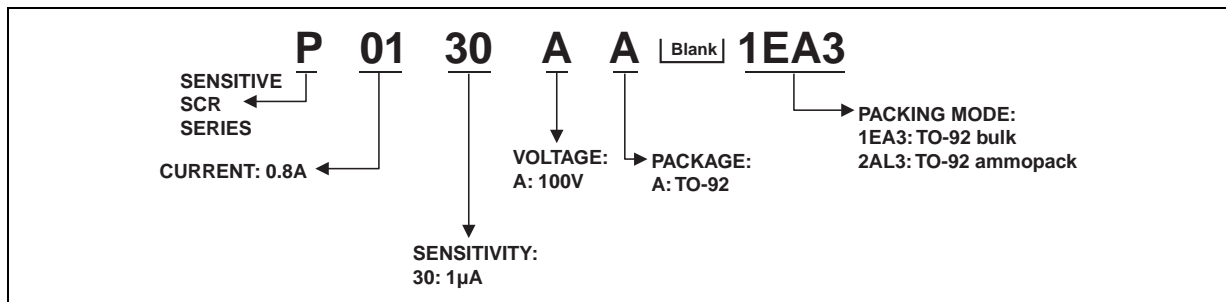 P 01 30 A A Blank 1EA3
SENSITIVE
SCR
SERIES
CURRENT: 0.8A
SENSITIVITY:
30: 1µA
VOLTAGE:
A: 100V
PACKAGE:
A: TO-92
PACKING MODE:
1EA3: TO-92 bulk
2AL3: TO-92 ammopack